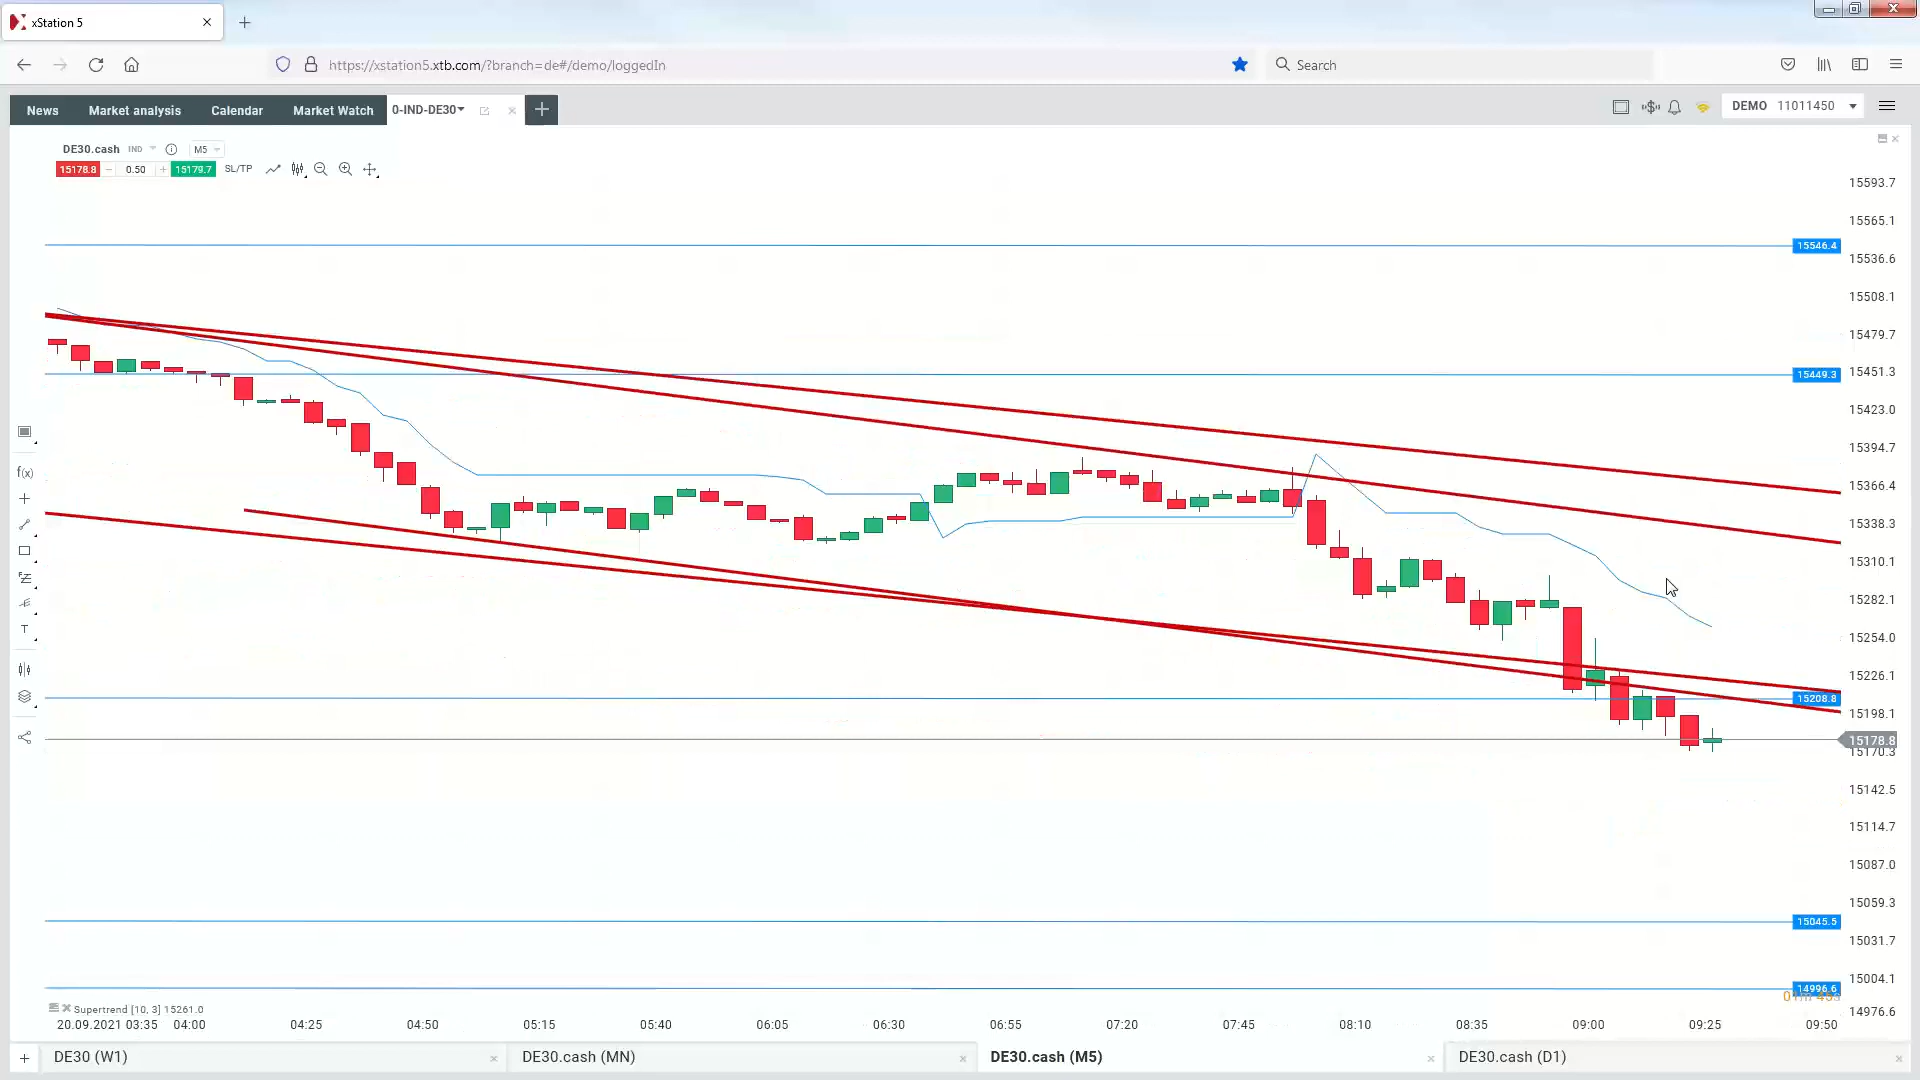 xStation 5
https://xstation5.xtb.com/?branch=de#/demo/loggedIn
Search
News Market analysis Calendar Market Watch 0-IND-DE30
DEMO 11011450
DE30.cash IND M5
15178.8 0.50 15179.7 SL/TP
15593.7
15565.1
15546.4
15536.6
15508.1
15479.7
15449.3
15451.3
15423.0
15394.7
15366.4
15338.3
15310.1
15282.1
15254.0
15226.1
15208.8
15198.1
15178.8
15170.3
15142.5
15114.7
15087.0
15059.3
15045.5
15031.7
15004.1
14996.6
14976.6
f(x)
T
Supertrend [10, 3] 15261.0
20.09.2021 03:35 04:00 04:25 04:50 05:15 05:40 06:05 06:30 06:55 07:20 07:45 08:10 08:35 09:00 09:25 09:50
DE30 (W1) DE30.cash (MN) DE30.cash (M5) DE30.cash (D1)